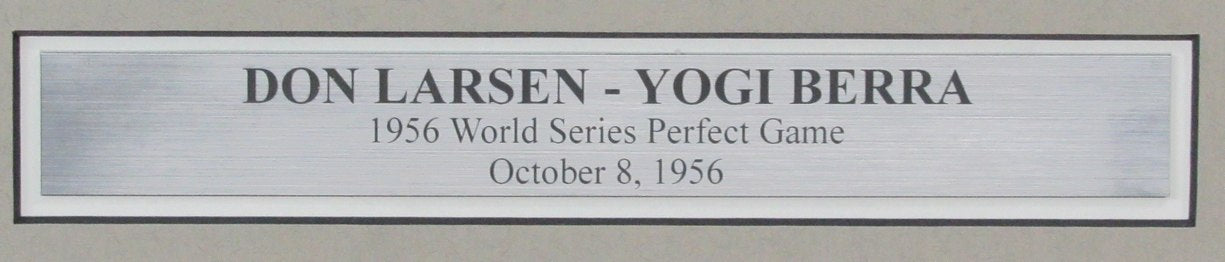 DON LARSEN - YOGI BERRA
1956 World Series Perfect Game
October 8, 1956